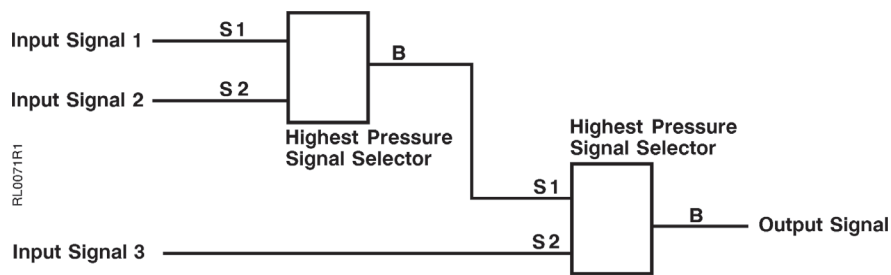 Input Signal 1
S1
B
Input Signal 2
S2
Highest Pressure
Signal Selector
Highest Pressure
Signal Selector
RL0071R1
S1
B
Output Signal
Input Signal 3
S2